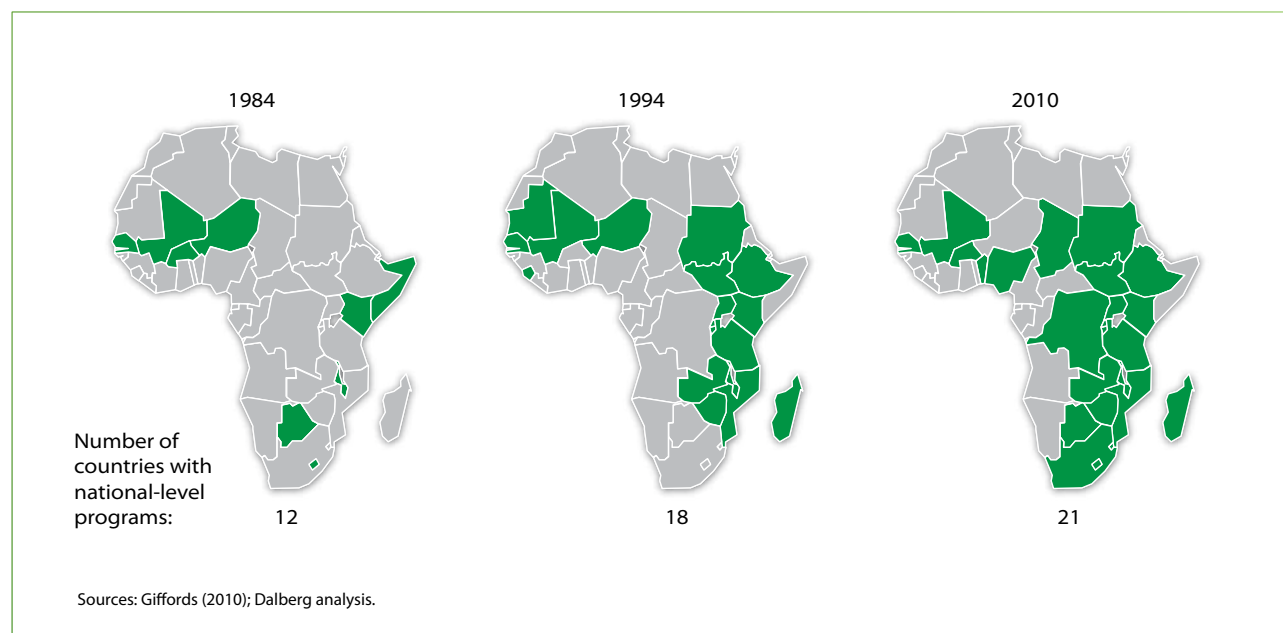 1984
1994
2010
Number of
countries with
national-level
programs:
12
18
21
Sources: Giffords (2010); Dalberg analysis.